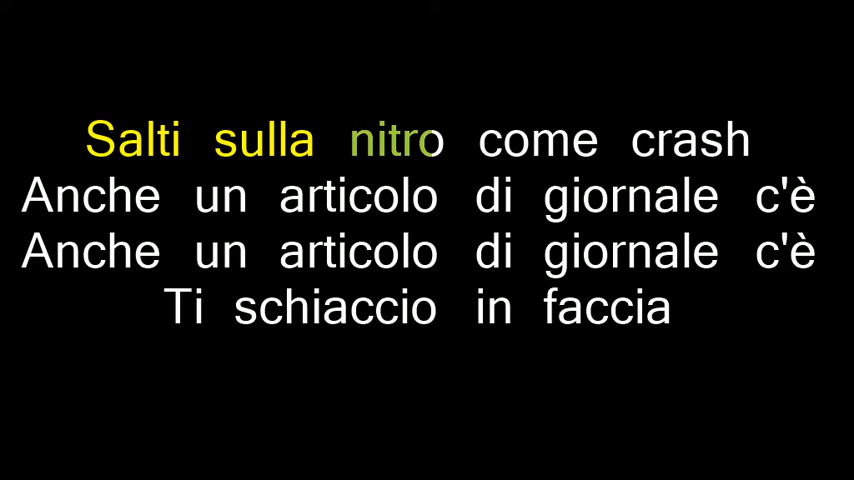 Salti sulla nitro come crash
Anche un articolo di giornale c'è
Anche un articolo di giornale c'è
Ti schiaccio in faccia